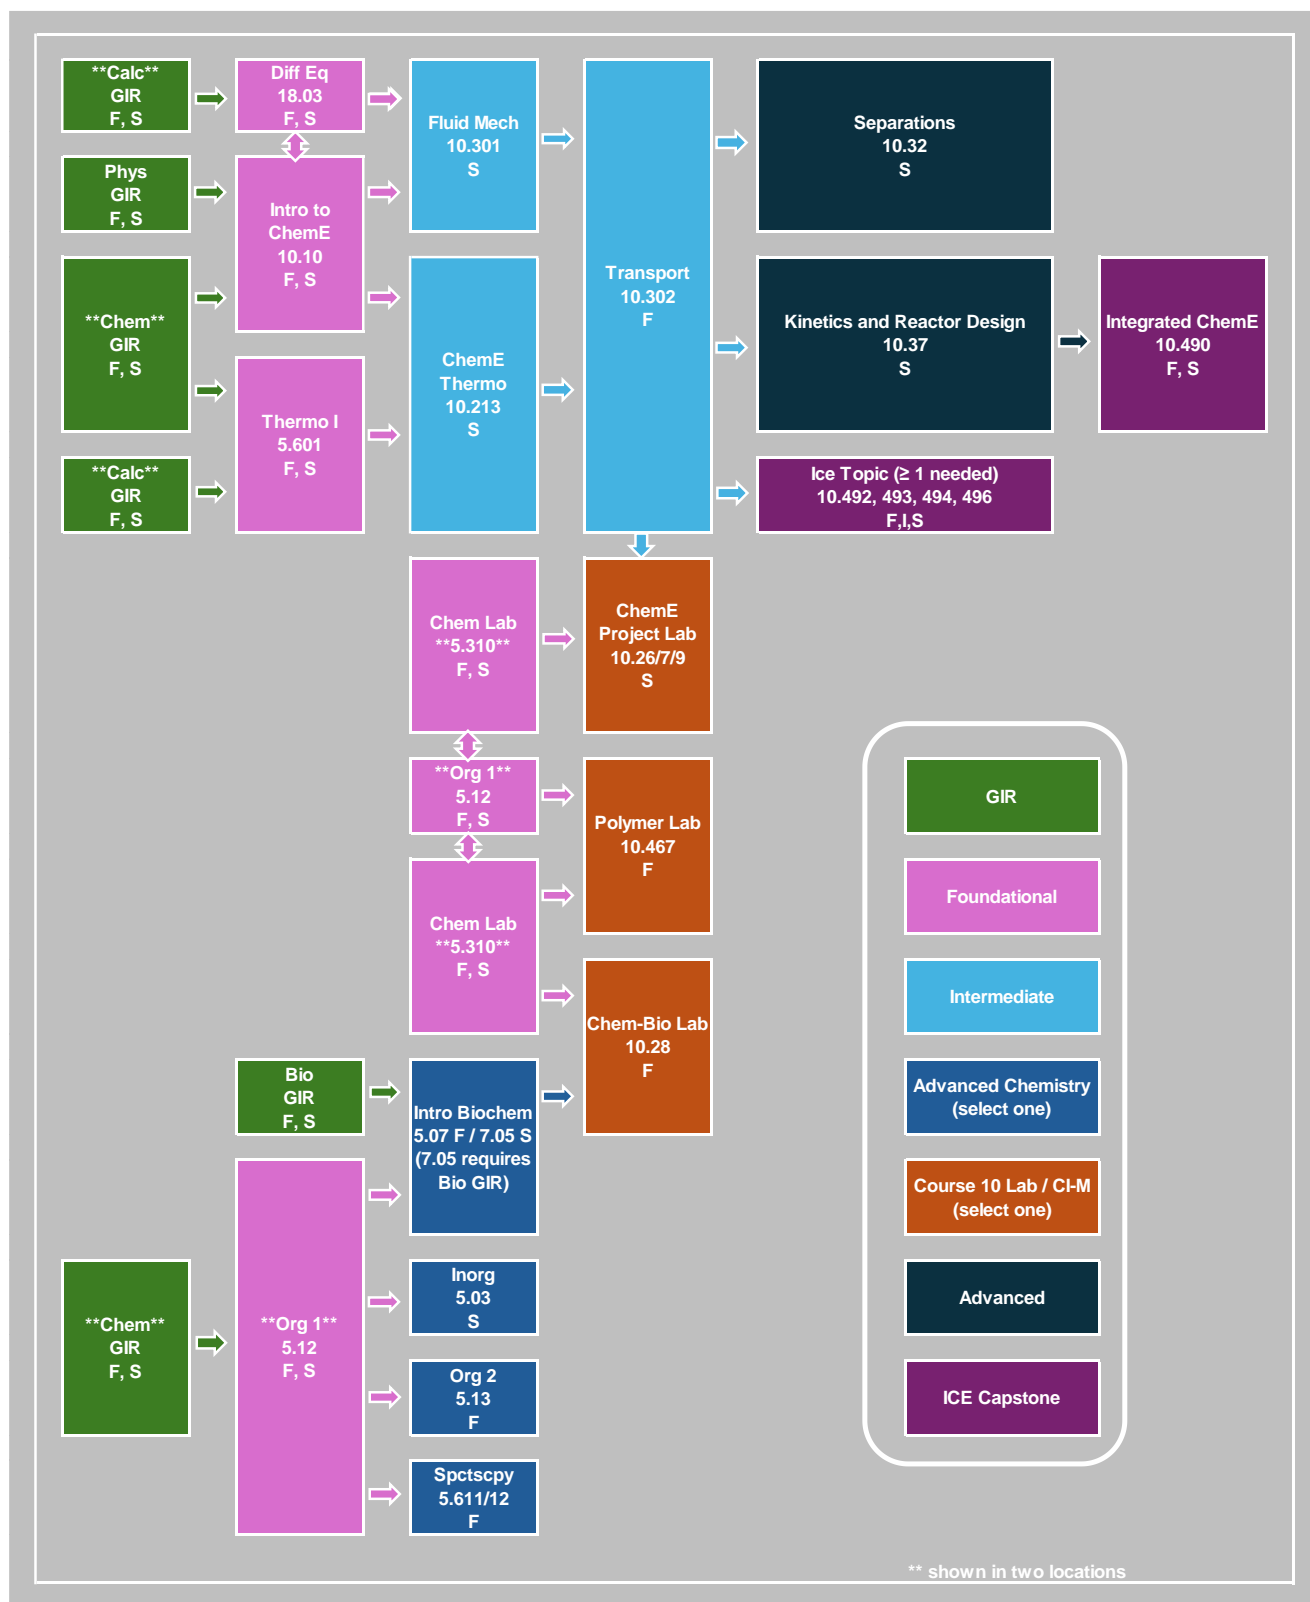 **Calc**
GIR
F, S
Diff Eq
18.03
F, S
Fluid Mech
10.301
S
Transport
10.302
F
Separations
10.32
S
Phys
GIR
F, S
Intro to
ChemE
10.10
F, S
**Chem**
GIR
F, S
ChemE
Thermo
10.213
S
Kinetics and Reactor Design
10.37
S
Integrated ChemE
10.490
F, S
Thermo I
5.601
F, S
**Calc**
GIR
F, S
Ice Topic (≥ 1 needed)
10.492, 493, 494, 496
F,I,S
Chem Lab
**5.310**
F, S
ChemE
Project Lab
10.26/7/9
S
**Org 1**
5.12
F, S
Polymer Lab
10.467
F
Chem Lab
**5.310**
F, S
Chem-Bio Lab
10.28
F
Bio
GIR
F, S
Intro Biochem
5.07 F / 7.05 S
(7.05 requires
Bio GIR)
**Chem**
GIR
F, S
**Org 1**
5.12
F, S
Inorg
5.03
S
Org 2
5.13
F
Spctscpy
5.611/12
F
GIR
Foundational
Intermediate
Advanced Chemistry
(select one)
Course 10 Lab / CI-M
(select one)
Advanced
ICE Capstone
** shown in two locations